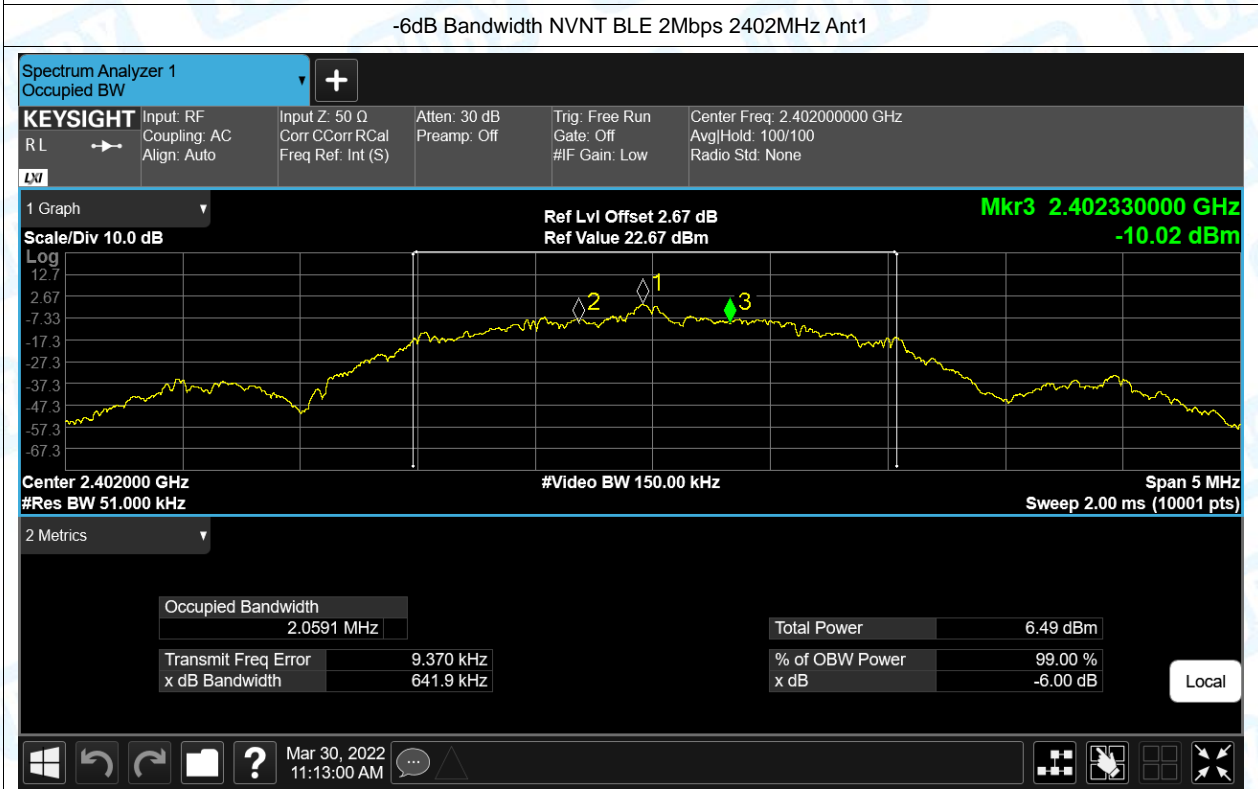 -6dB Bandwidth NVNT BLE 2Mbps 2402MHz Ant1
Spectrum Analyzer 1
Occupied BW
KEYSIGHT
R L
LXI
Input: RF
Coupling: AC
Align: Auto
Input Z: 50 Ω
Corr CCorr RCal
Freq Ref: Int (S)
Atten: 30 dB
Preamp: Off
Trig: Free Run
Gate: Off
#IF Gain: Low
Center Freq: 2.402000000 GHz
Avg|Hold: 100/100
Radio Std: None
1 Graph
Scale/Div 10.0 dB
Ref Lvl Offset 2.67 dB
Ref Value 22.67 dBm
Mkr3 2.402330000 GHz
-10.02 dBm
Log
12.7
2.67
-7.33
-17.3
-27.3
-37.3
-47.3
-57.3
-67.3
2
1
3
Center 2.402000 GHz
#Res BW 51.000 kHz
#Video BW 150.00 kHz
Span 5 MHz
Sweep 2.00 ms (10001 pts)
2 Metrics
Occupied Bandwidth
2.0591 MHz
Transmit Freq Error 9.370 kHz
x dB Bandwidth 641.9 kHz
Total Power 6.49 dBm
% of OBW Power 99.00 %
x dB -6.00 dB
Local
?
Mar 30, 2022
11:13:00 AM